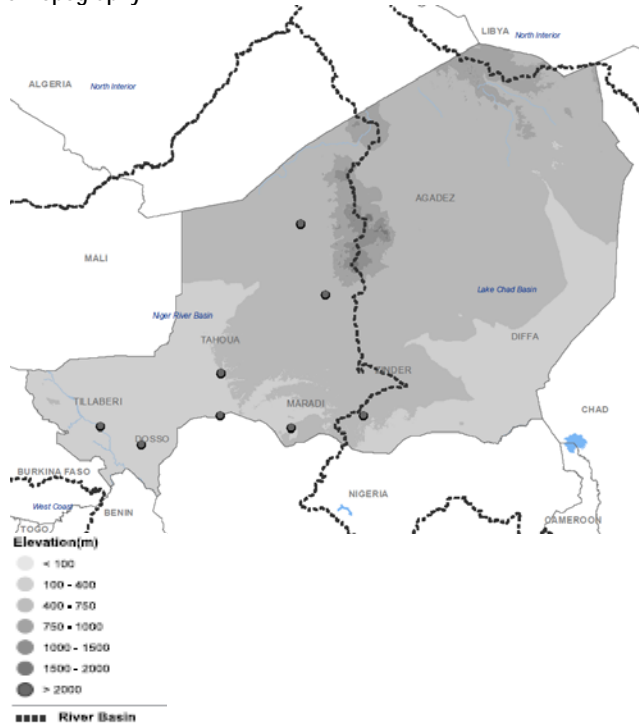 LIBYA
North Interior
ALGERIA
North Interior
AGADEZ
MALI
Niger River Basin
Lake Chad Basin
TAHOUA
DIFFA
ZINDER
TILLABERI
MARADI
DOSSO
CHAD
BURKINA FASO
NIGERIA
West Coast
BENIN
CAMEROON
TOGO
Elevation(m)
< 100
100 - 400
400 - 750
750 - 1000
1000 - 1500
1500 - 2000
> 2000
River Basin